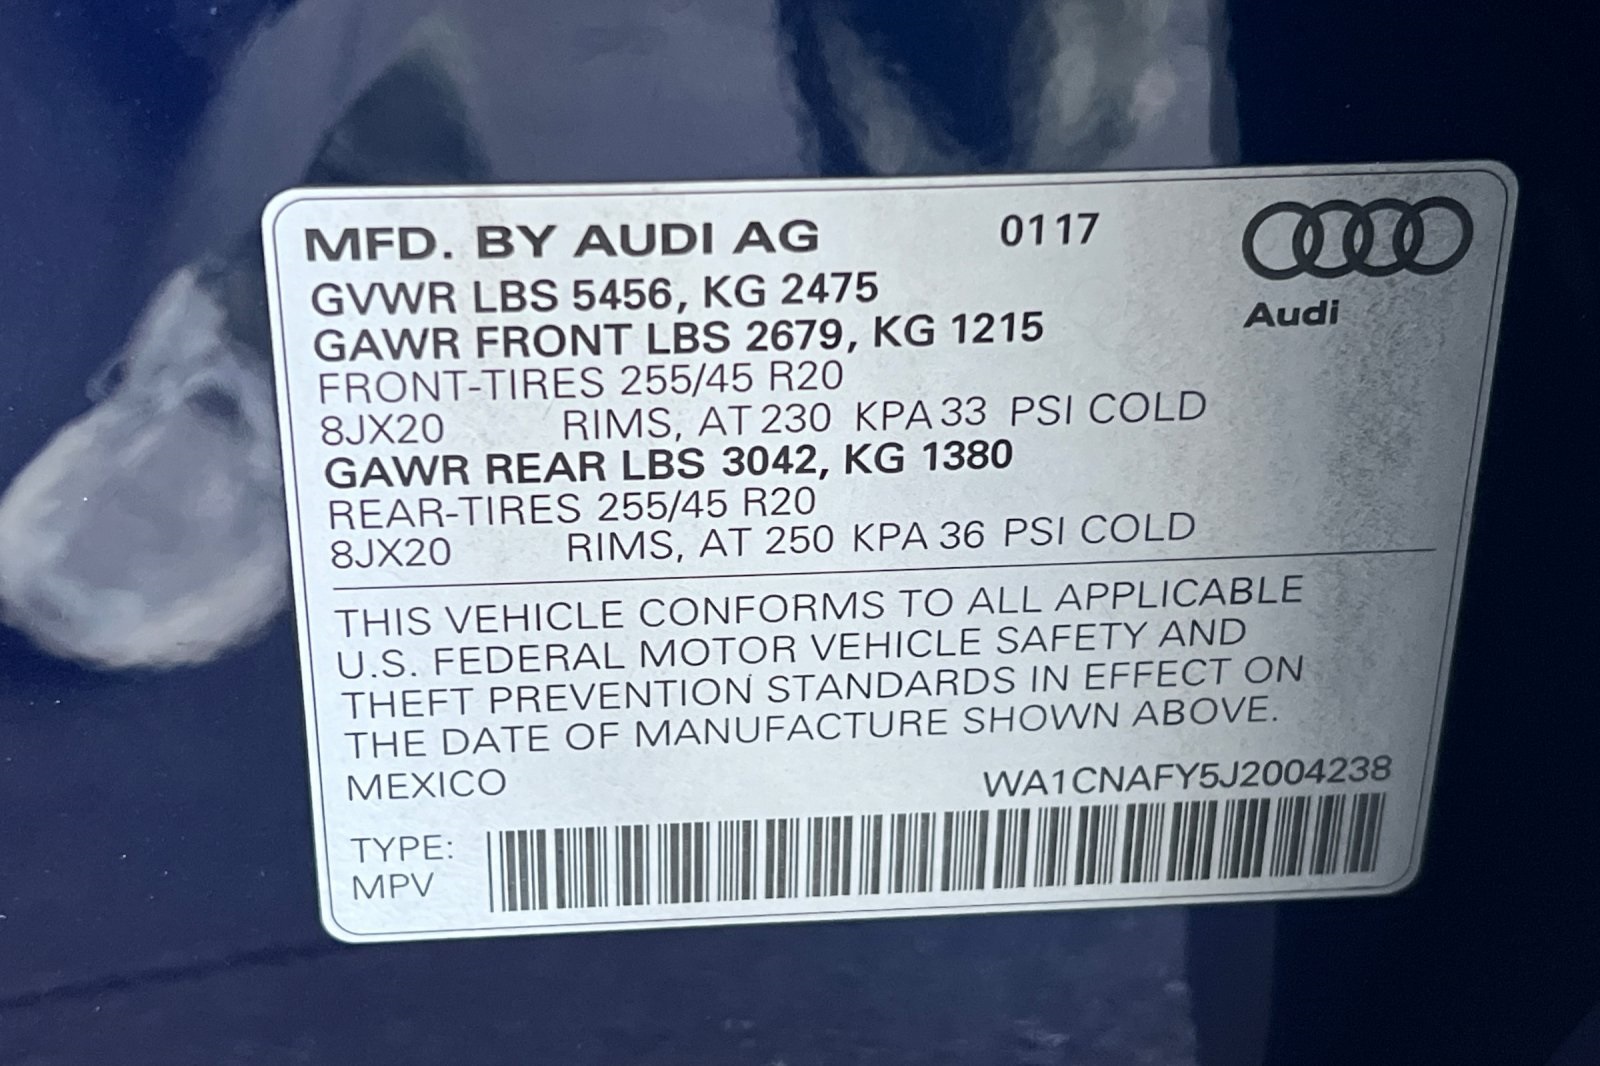 MFD. BY AUDI AG 0117
Audi
GVWR LBS 5456, KG 2475
GAWR FRONT LBS 2679, KG 1215
FRONT-TIRES 255/45 R20
8JX20 RIMS, AT 230 KPA 33 PSI COLD
GAWR REAR LBS 3042, KG 1380
REAR-TIRES 255/45 R20
8JX20 RIMS, AT 250 KPA 36 PSI COLD
THIS VEHICLE CONFORMS TO ALL APPLICABLE
U.S. FEDERAL MOTOR VEHICLE SAFETY AND
THEFT PREVENTION STANDARDS IN EFFECT ON
THE DATE OF MANUFACTURE SHOWN ABOVE.
MEXICO WA1CNAFY5J2004238
TYPE:
MPV